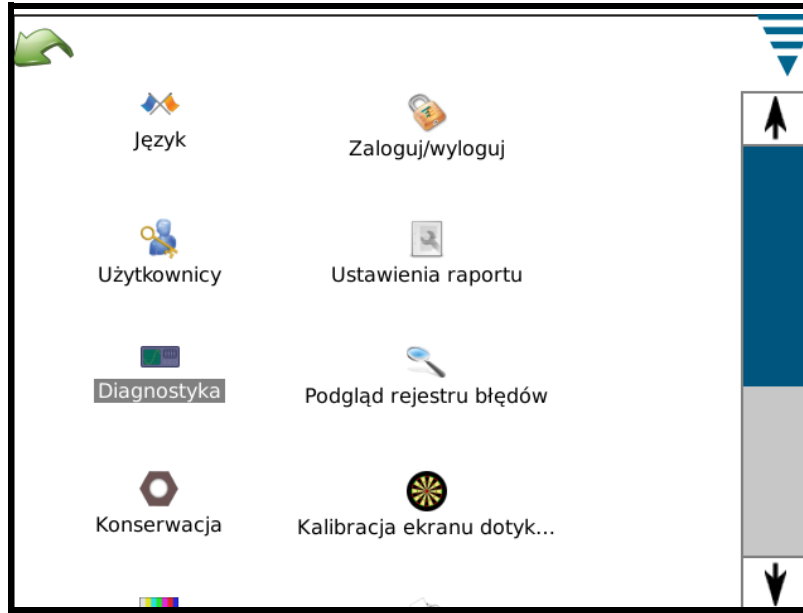 Język
Zaloguj/wyloguj
Użytkownicy
Ustawienia raportu
Diagnostyka
Podgląd rejestru błędów
Konserwacja
Kalibracja ekranu dotyk...